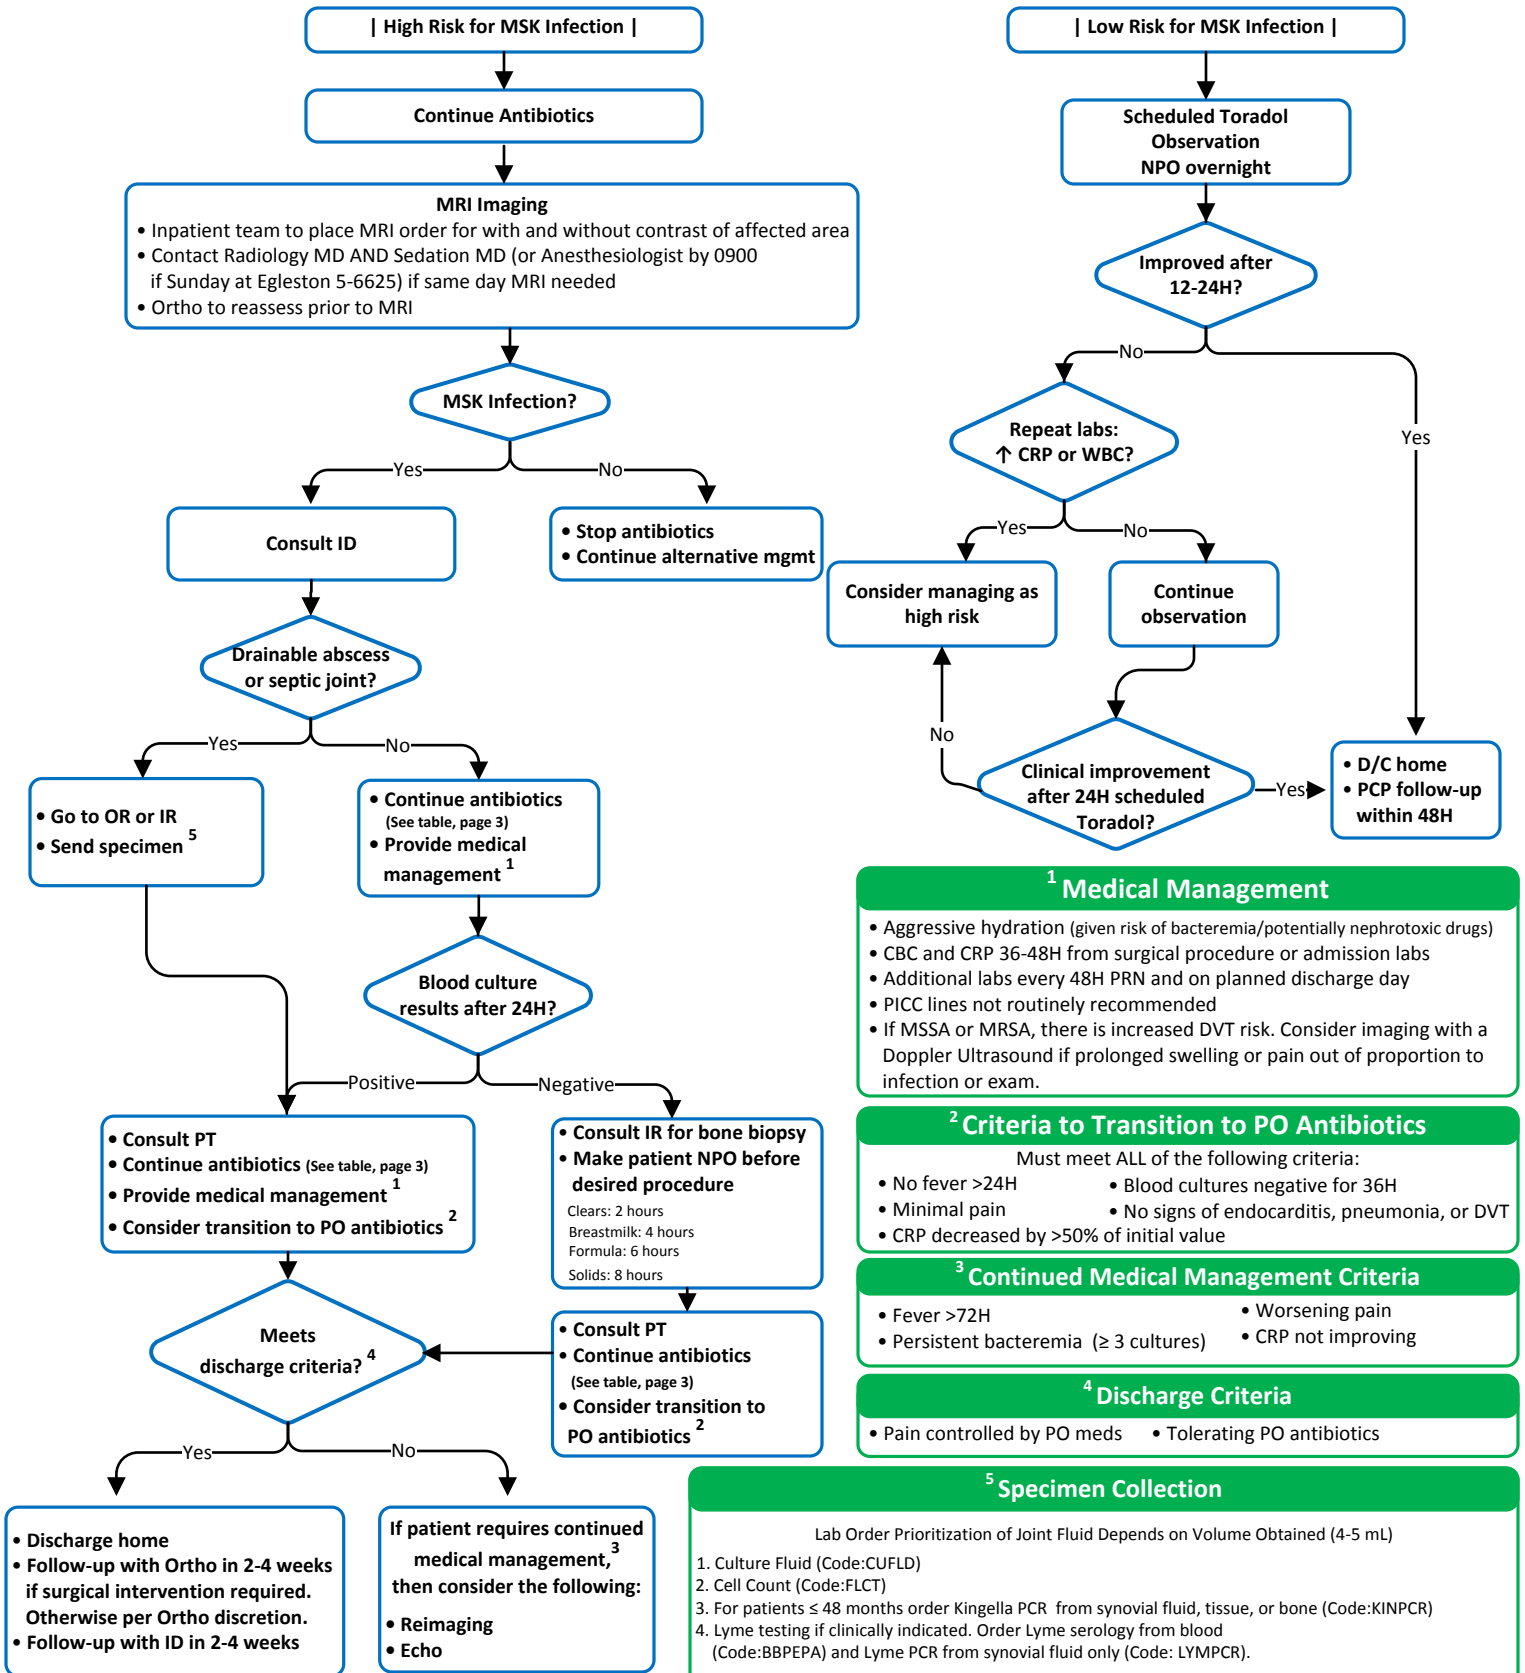 | High Risk for MSK Infection |
Continue Antibiotics
MRI Imaging
• Inpatient team to place MRI order for with and without contrast of affected area
• Contact Radiology MD AND Sedation MD (or Anesthesiologist by 0900
if Sunday at Egleston 5-6625) if same day MRI needed
• Ortho to reassess prior to MRI
MSK Infection?
Yes
No
Consult ID
• Stop antibiotics
• Continue alternative mgmt
Drainable abscess
or septic joint?
Yes
No
• Go to OR or IR
• Send specimen 5
• Continue antibiotics
(See table, page 3)
• Provide medical
management 1
Blood culture
results after 24H?
Positive
Negative
• Consult PT
• Continue antibiotics (See table, page 3)
• Provide medical management 1
• Consider transition to PO antibiotics 2
• Consult IR for bone biopsy
• Make patient NPO before
desired procedure
Clears: 2 hours
Breastmilk: 4 hours
Formula: 6 hours
Solids: 8 hours
• Consult PT
• Continue antibiotics
(See table, page 3)
• Consider transition to
PO antibiotics 2
Meets
discharge criteria? 4
Yes
No
• Discharge home
• Follow-up with Ortho in 2-4 weeks
if surgical intervention required.
Otherwise per Ortho discretion.
• Follow-up with ID in 2-4 weeks
If patient requires continued
medical management, 3
then consider the following:
• Reimaging
• Echo
| Low Risk for MSK Infection |
Scheduled Toradol
Observation
NPO overnight
Improved after
12-24H?
No
Yes
Repeat labs:
↑ CRP or WBC?
Yes
No
Consider managing as
high risk
Continue
observation
No
Clinical improvement
after 24H scheduled
Toradol?
Yes
• D/C home
• PCP follow-up
within 48H
1 Medical Management
• Aggressive hydration (given risk of bacteremia/potentially nephrotoxic drugs)
• CBC and CRP 36-48H from surgical procedure or admission labs
• Additional labs every 48H PRN and on planned discharge day
• PICC lines not routinely recommended
• If MSSA or MRSA, there is increased DVT risk. Consider imaging with a
Doppler Ultrasound if prolonged swelling or pain out of proportion to
infection or exam.
2 Criteria to Transition to PO Antibiotics
Must meet ALL of the following criteria:
• No fever >24H
• Blood cultures negative for 36H
• Minimal pain
• No signs of endocarditis, pneumonia, or DVT
• CRP decreased by >50% of initial value
3 Continued Medical Management Criteria
• Fever >72H
• Worsening pain
• Persistent bacteremia (≥ 3 cultures)
• CRP not improving
4 Discharge Criteria
• Pain controlled by PO meds
• Tolerating PO antibiotics
5 Specimen Collection
Lab Order Prioritization of Joint Fluid Depends on Volume Obtained (4-5 mL)
1. Culture Fluid (Code:CUFLD)
2. Cell Count (Code:FLCT)
3. For patients ≤ 48 months order Kingella PCR from synovial fluid, tissue, or bone (Code:KINPCR)
4. Lyme testing if clinically indicated. Order Lyme serology from blood
(Code:BBPEPA) and Lyme PCR from synovial fluid only (Code: LYMPCR).